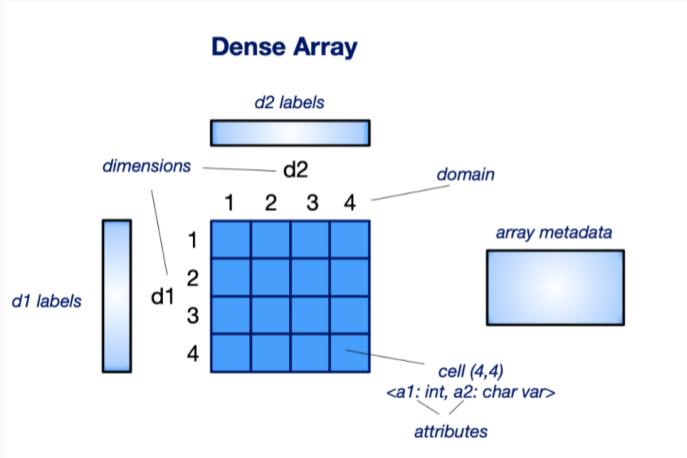 Dense Array
d2 labels
dimensions
d2
domain
1 2 3 4
array metadata
1
2
d1 labels
d1
3
4
cell (4,4)
<a1: int, a2: char var>
attributes